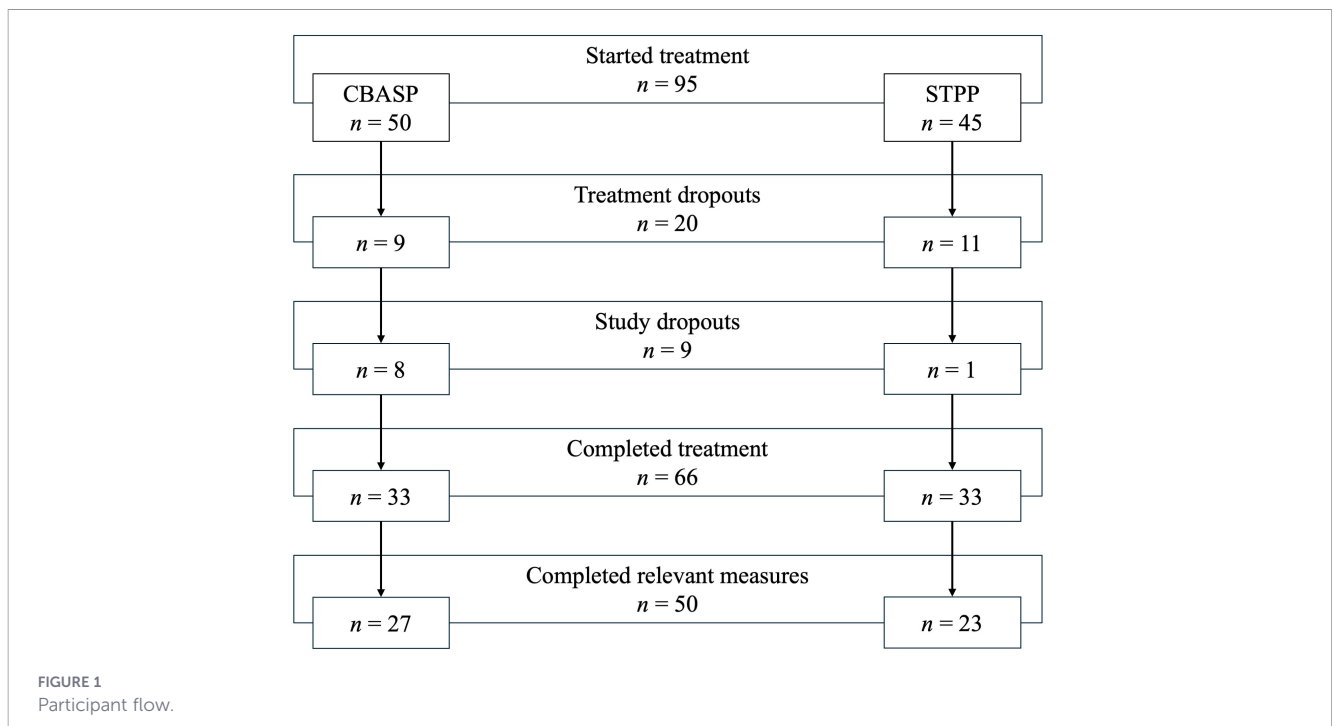 Started treatment
n = 95
CBASP
n = 50
STPP
n = 45
Treatment dropouts
n = 20
n = 9
n = 11
Study dropouts
n = 9
n = 8
n = 1
Completed treatment
n = 66
n = 33
n = 33
Completed relevant measures
n = 50
n = 27
n = 23
FIGURE 1
Participant flow.